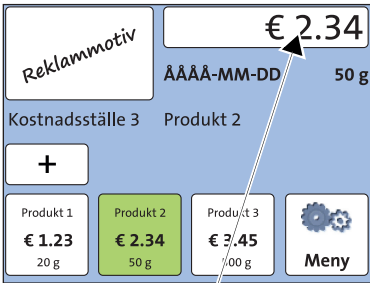 € 2.34
Reklammotiv
ÅÅÅÅ-MM-DD 50 g
Kostnadsställe 3 Produkt 2
+
Produkt 1 Produkt 2 Produkt 3
€ 1.23 € 2.34 € 3.45
20 g 50 g 00 g
Meny